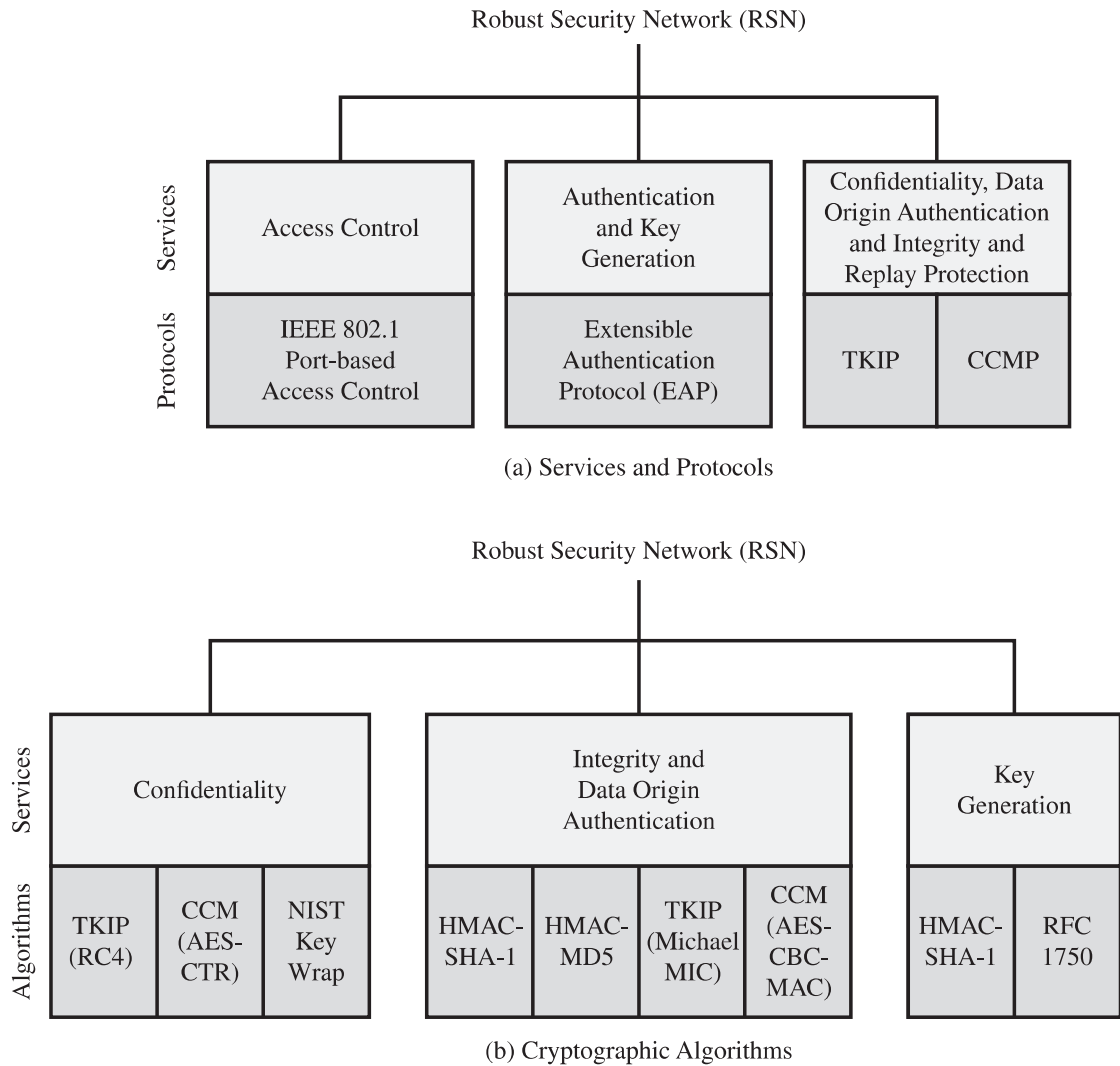 Robust Security Network (RSN)
Services
Access Control
Authentication
and Key
Generation
Confidentiality, Data
Origin Authentication
and Integrity and
Replay Protection
Protocols
IEEE 802.1
Port-based
Access Control
Extensible
Authentication
Protocol (EAP)
TKIP
CCMP
(a) Services and Protocols
Robust Security Network (RSN)
Services
Confidentiality
Integrity and
Data Origin
Authentication
Key
Generation
Algorithms
TKIP
(RC4)
CCM
(AES-
CTR)
NIST
Key
Wrap
HMAC-
SHA-1
HMAC-
MD5
TKIP
(Michael
MIC)
CCM
(AES-
CBC-
MAC)
HMAC-
SHA-1
RFC
1750
(b) Cryptographic Algorithms